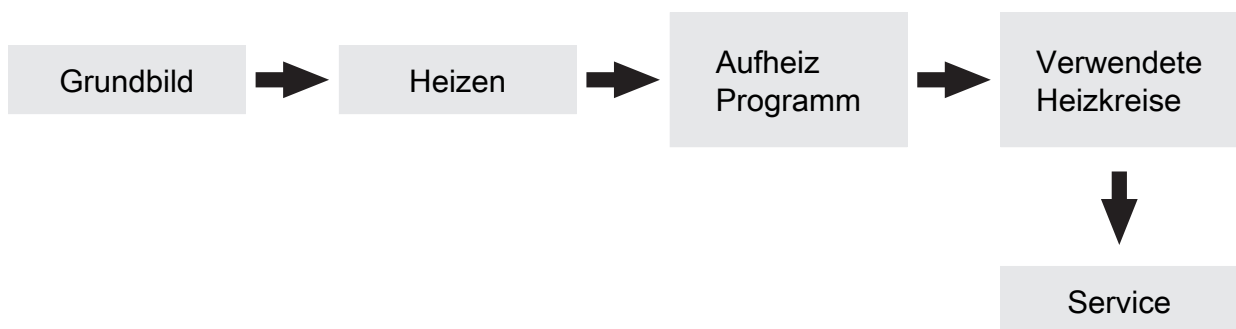 Grundbild
Heizen
Aufheiz
Programm
Verwendete
Heizkreise
Service